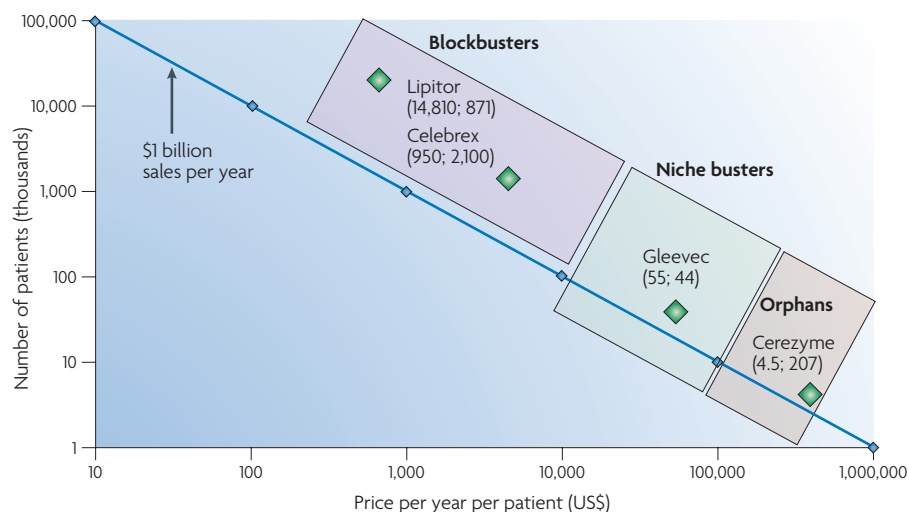 100,000
10,000
1,000
100
10
1
Number of patients (thousands)
$1 billion
sales per year
Blockbusters
Lipitor
(14,810; 871)
Celebrex
(950; 2,100)
Niche busters
Gleevec
(55; 44)
Orphans
Cerezyme
(4.5; 207)
10
100
1,000
10,000
100,000
1,000,000
Price per year per patient (US$)